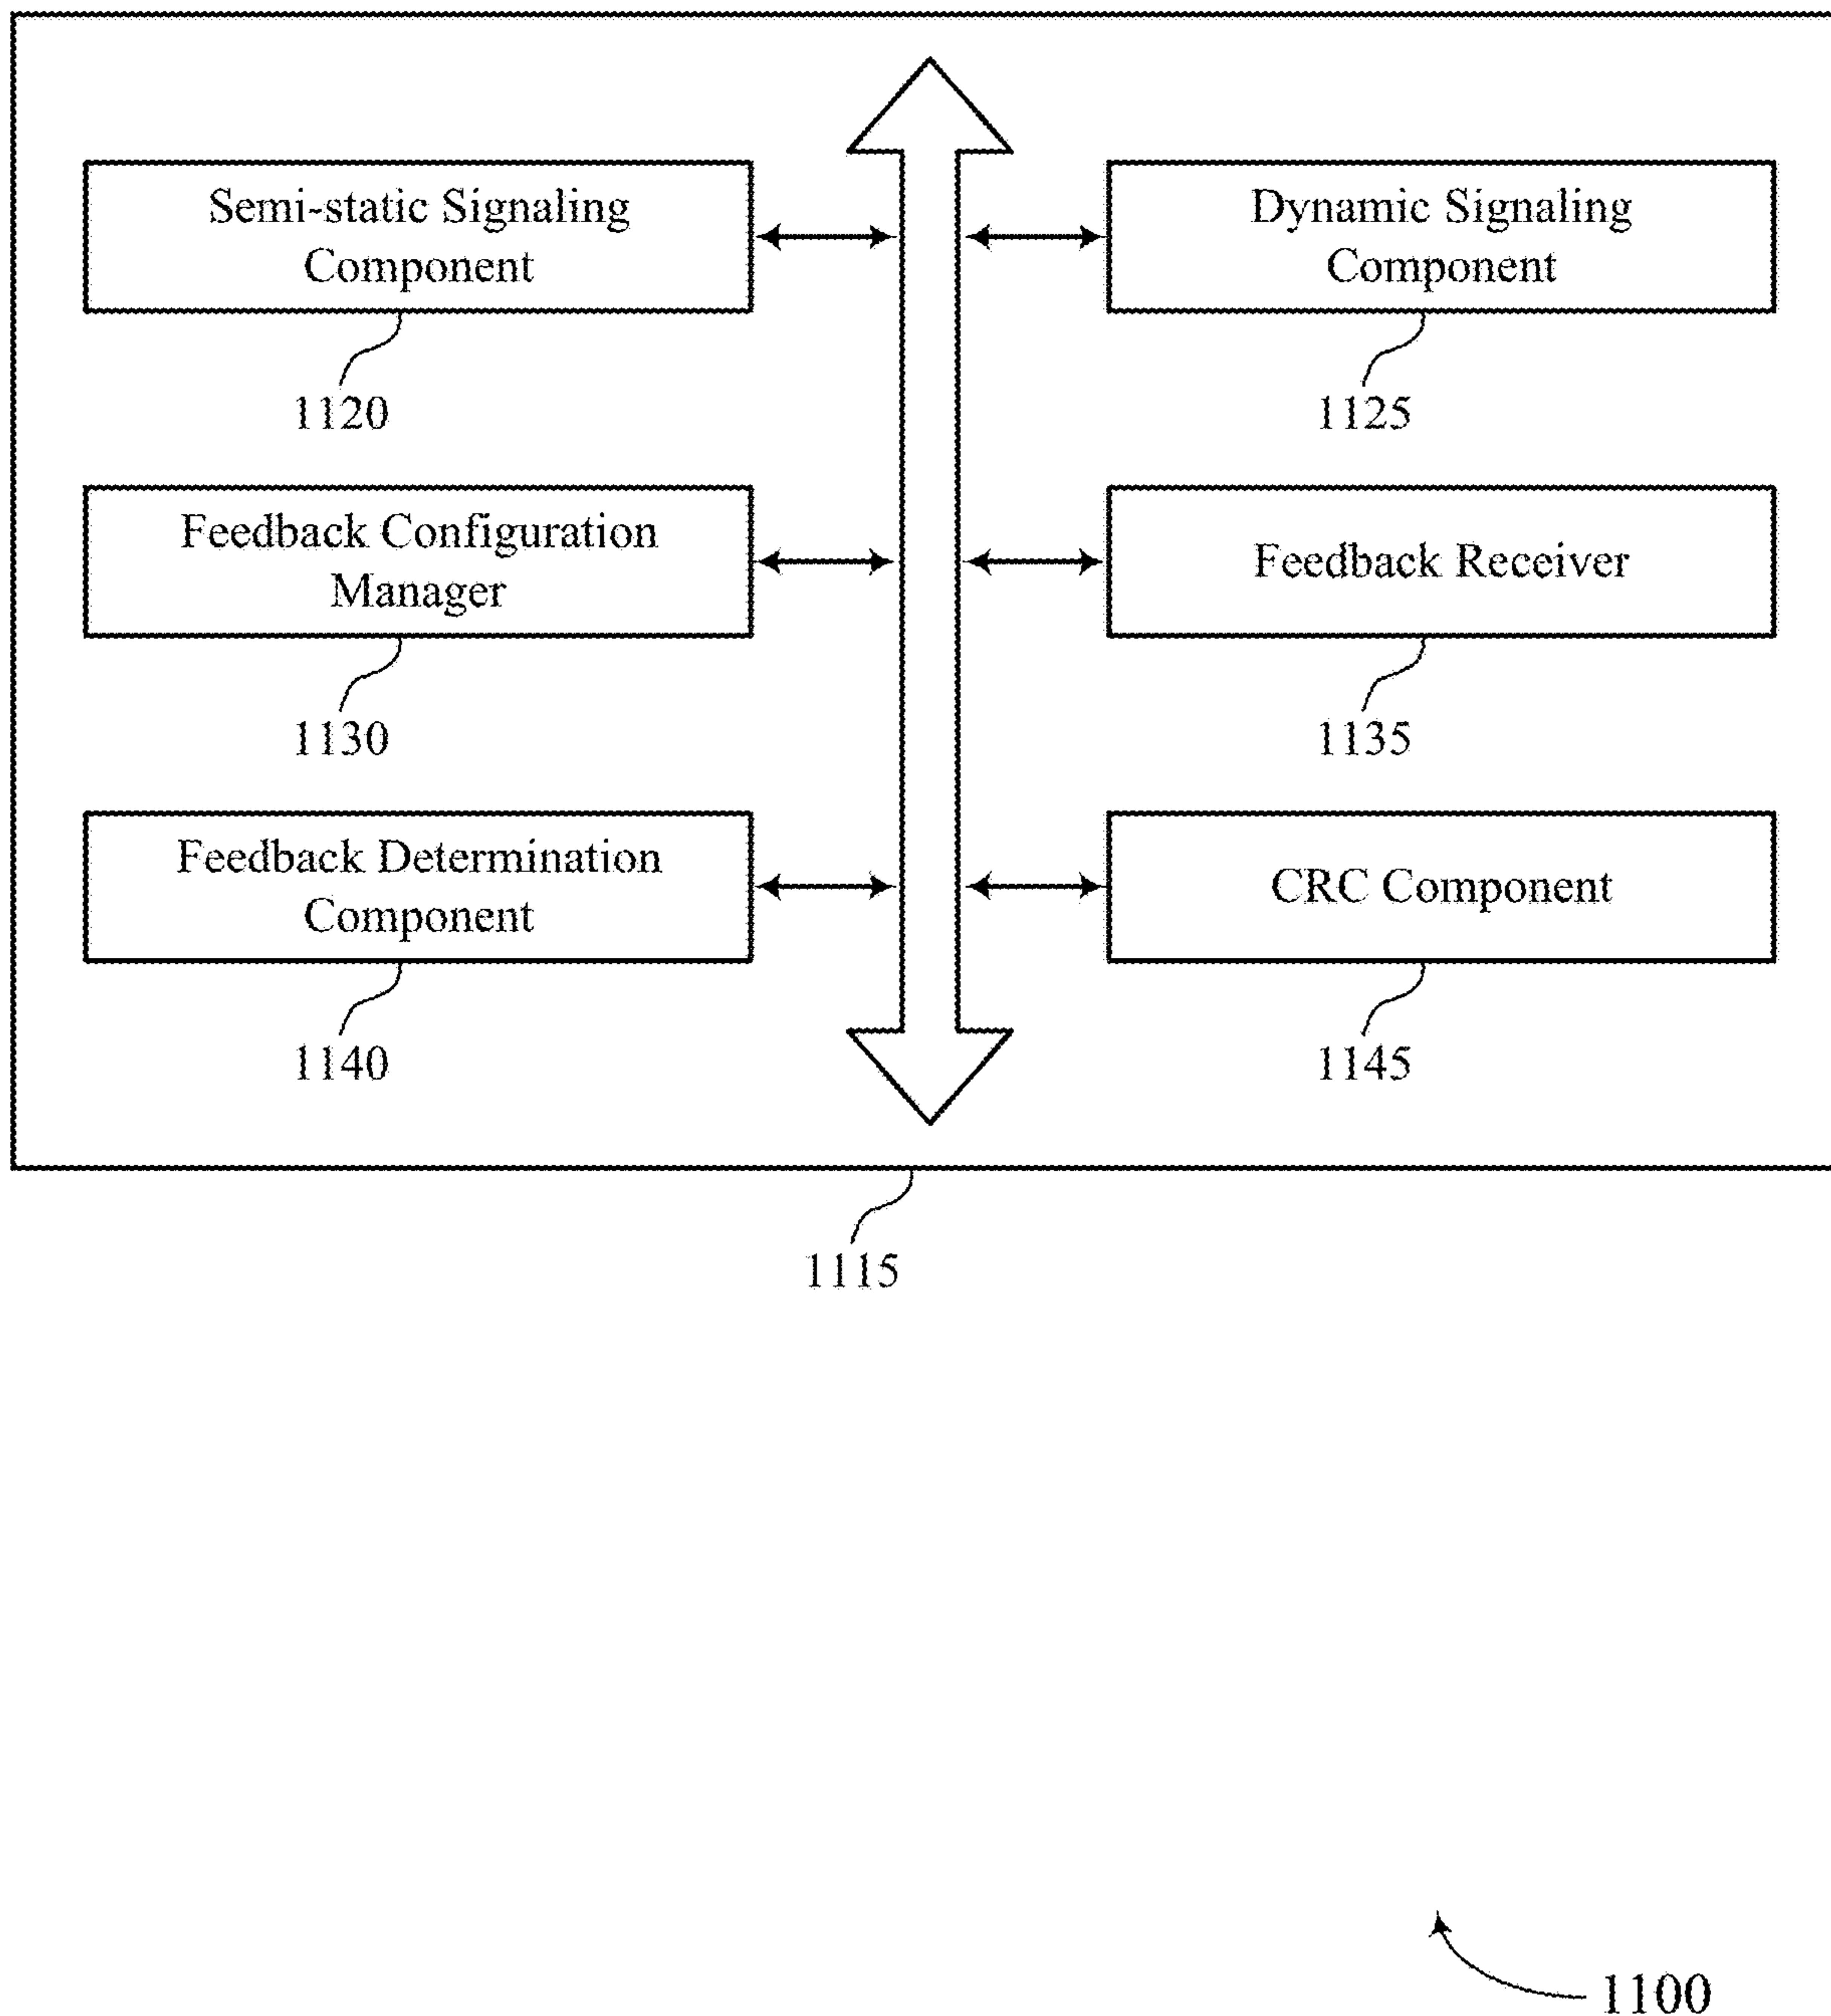 Semi-static Signaling
Component
1120
Dynamic Signaling
Component
1125
Feedback Configuration
Manager
1130
Feedback Receiver
1135
Feedback Determination
Component
1140
CRC Component
1145
1115
1100